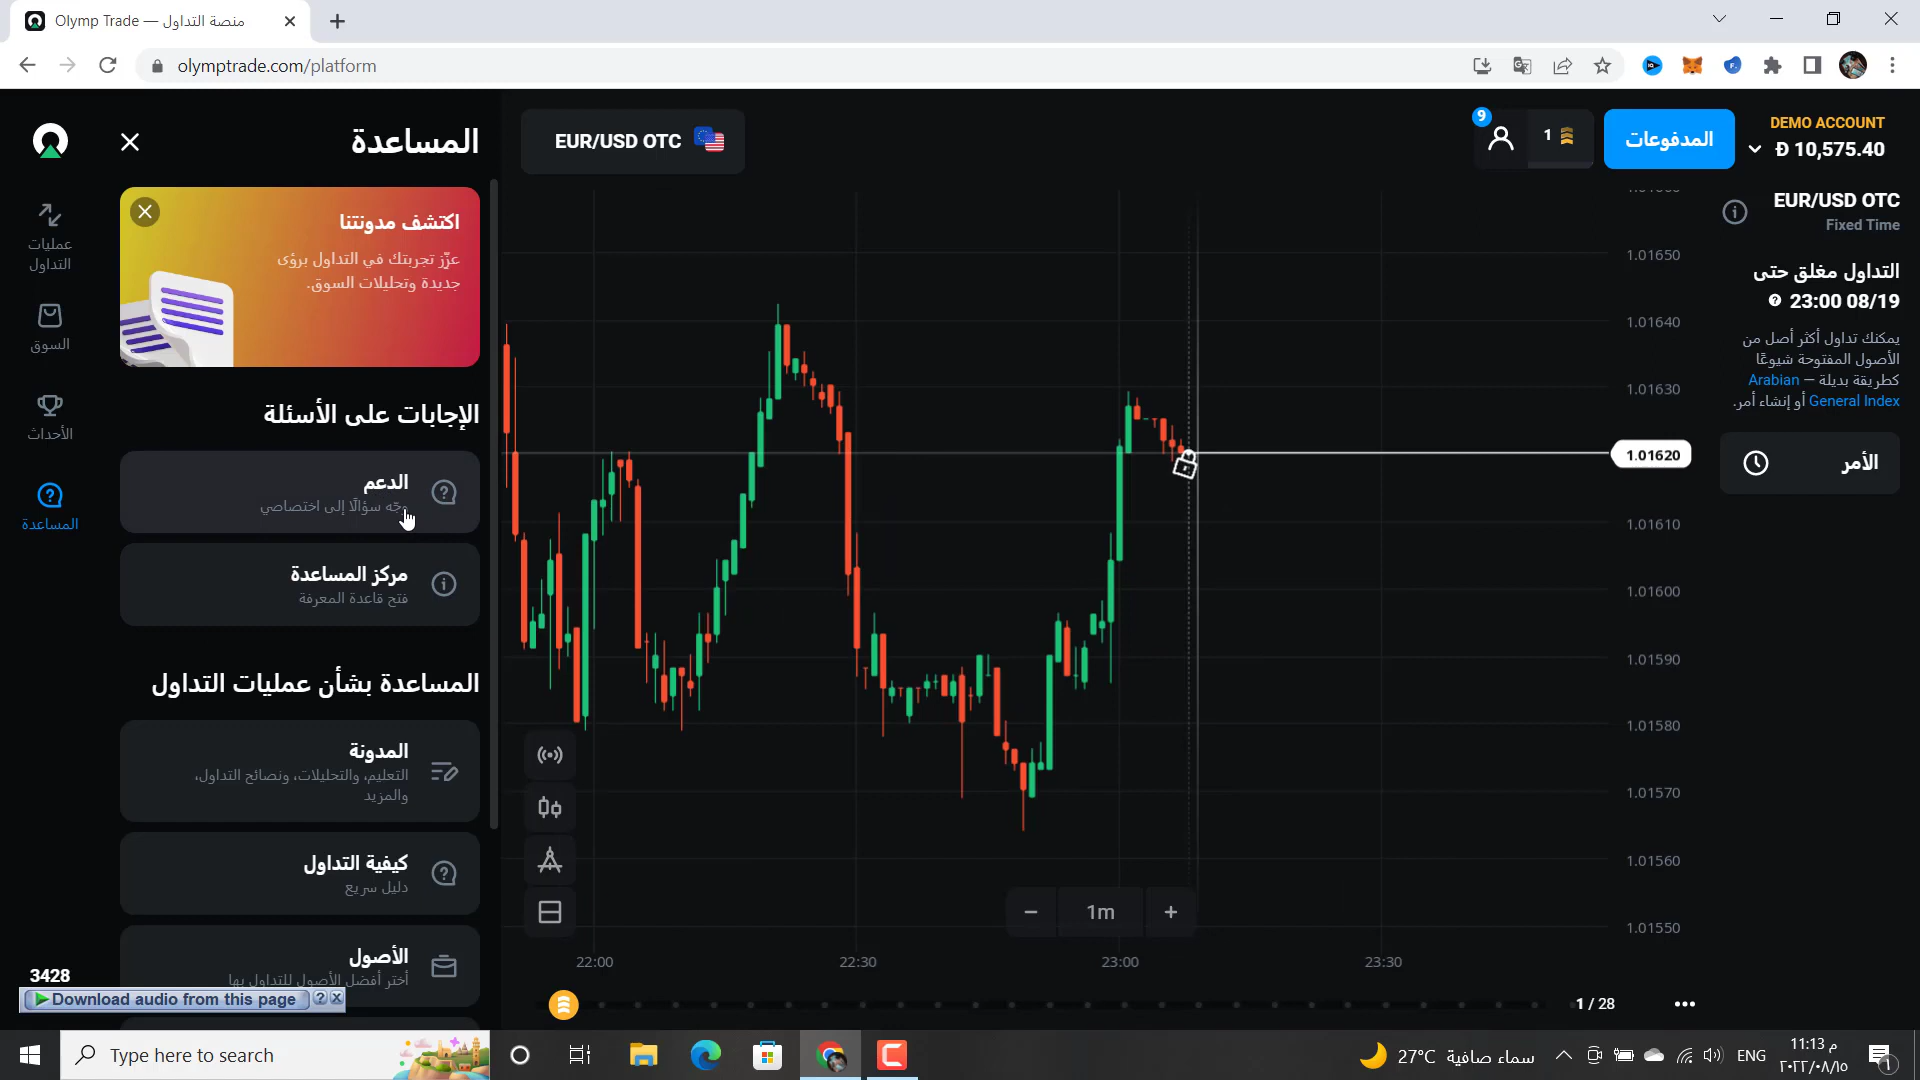 Olymp Trade — منصة التداول
olymptrade.com/platform
المساعدة
EUR/USD OTC
9
1
المدفوعات
DEMO ACCOUNT
Đ 10,575.40
عمليات
التداول
السوق
الأحداث
المساعدة
اكتشف مدونتنا
عزّز تجربتك في التداول برؤى
جديدة وتحليلات السوق.
الإجابات على الأسئلة
الدعم
وجّه سؤالًا إلى اختصاصي
مركز المساعدة
فتح قاعدة المعرفة
المساعدة بشأن عمليات التداول
المدونة
التعليم، والتحليلات، ونصائح التداول،
والمزيد
كيفية التداول
دليل سريع
الأصول
أختر أفضل الأصول للتداول بها
3428
Download audio from this page
1.01650
1.01640
1.01630
1.01620
1.01610
1.01600
1.01590
1.01580
1.01570
1.01560
1.01550
1m
22:00
22:30
23:00
23:30
1 / 28
EUR/USD OTC
Fixed Time
التداول مغلق حتى
23:00 08/19
يمكنك تداول أكثر أصل من
الأصول المفتوحة شيوعًا
كطريقة بديلة — Arabian
General Index أو إنشاء أمر.
الأمر
Type here to search
27°C سماء صافية
ENG
١١:١٣ م
٢٠٢٢/٠٨/١٥
١